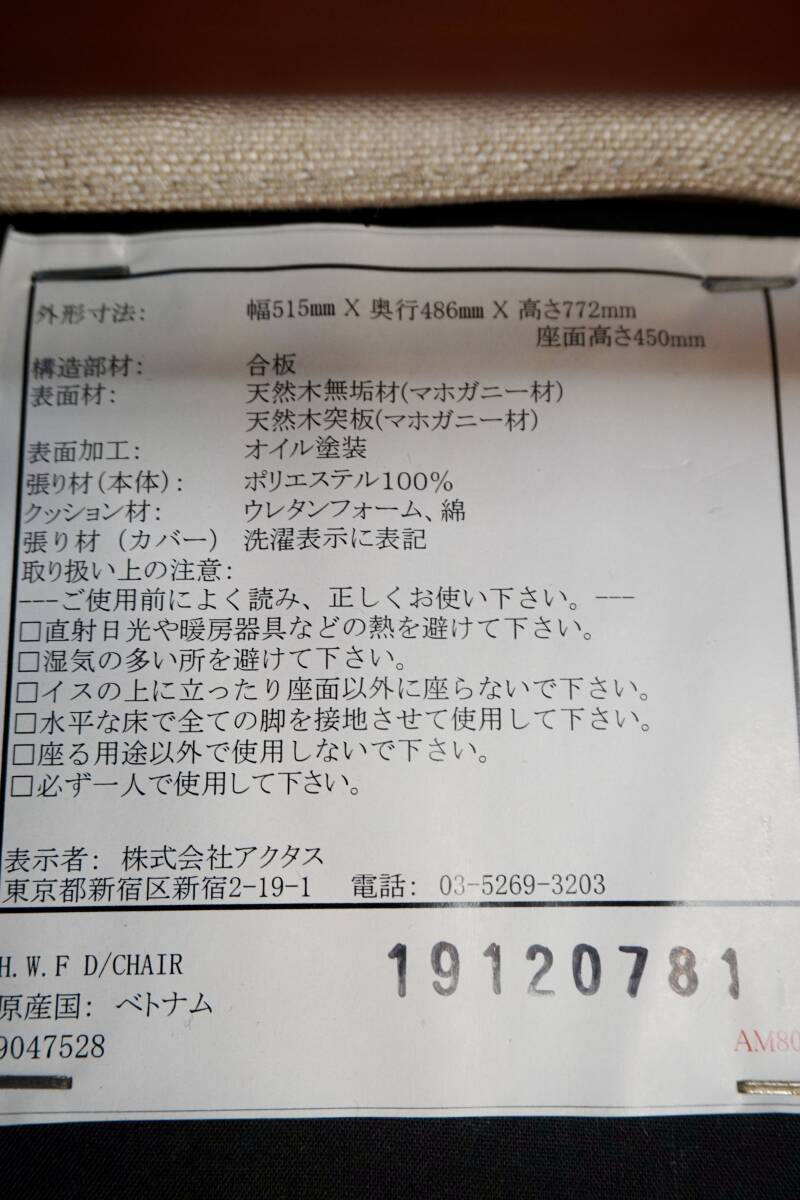 外形寸法: 幅515㎜ X 奥行486㎜ X 高さ772mm
座面高さ450mm
構造部材: 合板
表面材: 天然木無垢材(マホガニー材)
天然木突板(マホガニー材)
表面加工: オイル塗装
張り材(本体): ポリエステル100%
クッション材: ウレタンフォーム、綿
張り材(カバー) 洗濯表示に表記
取り扱い上の注意:
---ご使用前によく読み、正しくお使い下さい。---
□直射日光や暖房器具などの熱を避けて下さい。
□湿気の多い所を避けて下さい。
□イスの上に立ったり座面以外に座らないで下さい。
□水平な床で全ての脚を接地させて使用して下さい。
□座る用途以外で使用しないで下さい。
□必ず一人で使用して下さい。
表示者: 株式会社アクタス
東京都新宿区新宿2-19-1 電話: 03-5269-3203
H.W.F D/CHAIR 19120781
原産国: ベトナム
9047528
AM80